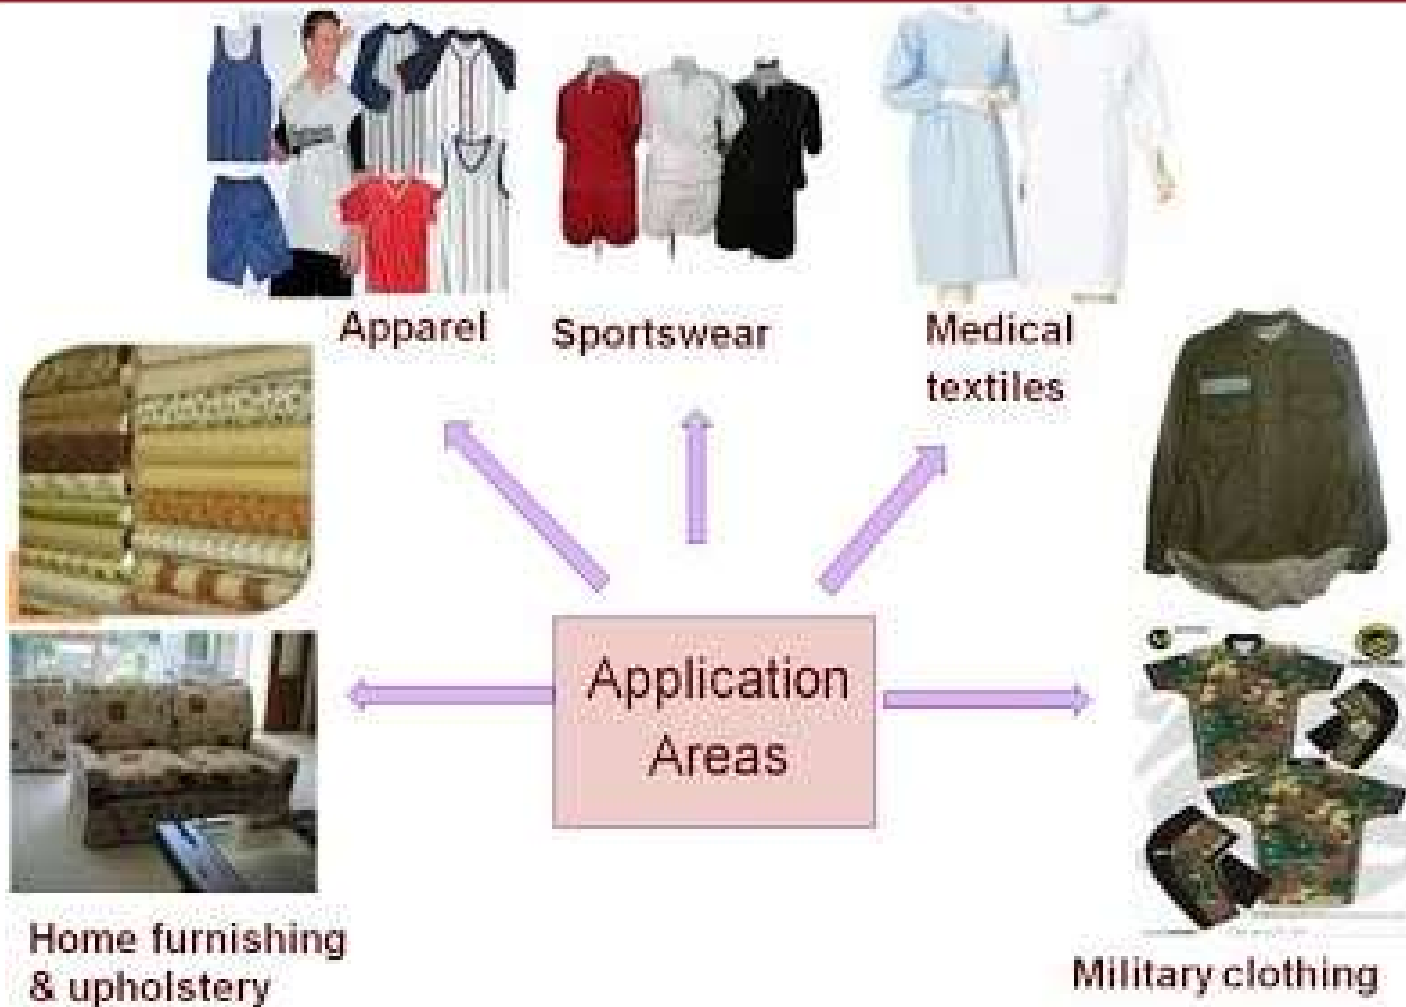 Apparel
Sportswear
Medical
textiles
Application
Areas
Home furnishing
& upholstery
Military clothing